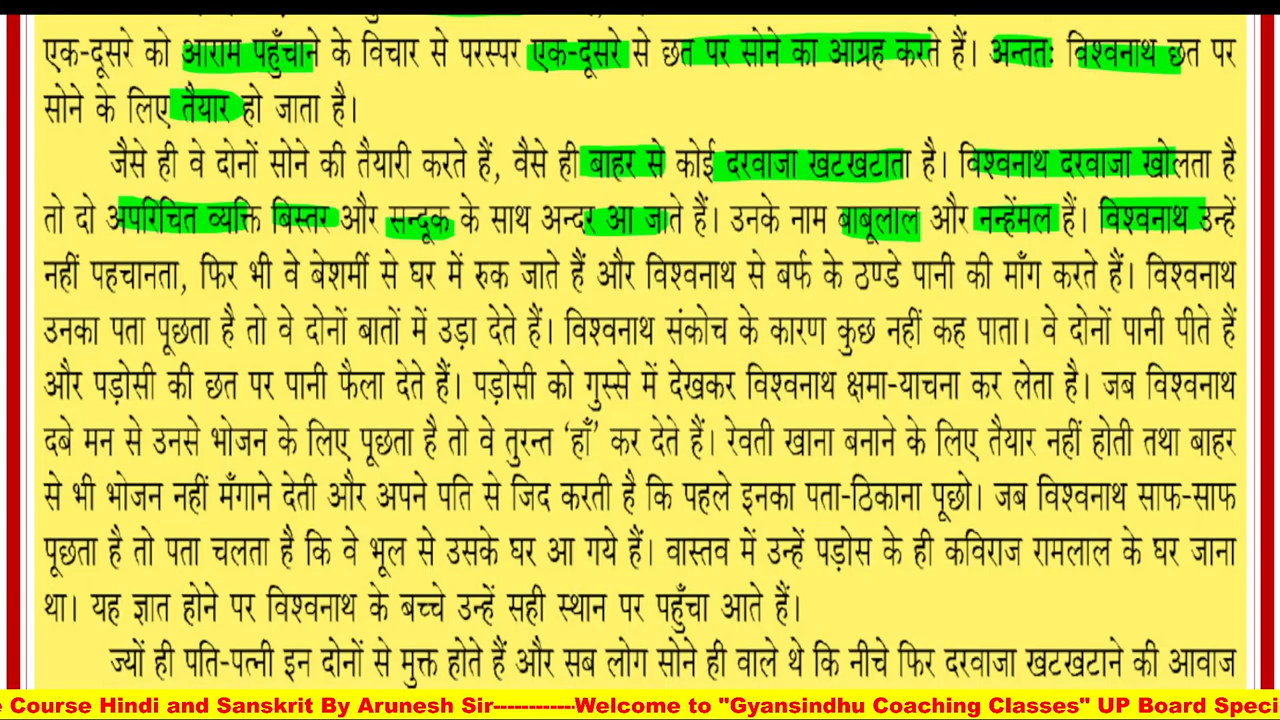 एक-दूसरे को आराम पहुँचाने के विचार से परस्पर एक-दूसरे से छत पर सोने का आग्रह करते हैं। अन्ततः विश्वनाथ छत पर
सोने के लिए तैयार हो जाता है।
जैसे ही वे दोनों सोने की तैयारी करते हैं, वैसे ही बाहर से कोई दरवाजा खटखटाता है। विश्वनाथ दरवाजा खोलता है
तो दो अपरिचित व्यक्ति बिस्तर और सन्दूक के साथ अन्दर आ जाते हैं। उनके नाम बाबूलाल और नन्हेंमल हैं। विश्वनाथ उन्हें
नहीं पहचानता, फिर भी वे बेशर्मी से घर में रुक जाते हैं और विश्वनाथ से बर्फ के ठण्डे पानी की माँग करते हैं। विश्वनाथ
उनका पता पूछता है तो वे दोनों बातों में उड़ा देते हैं। विश्वनाथ संकोच के कारण कुछ नहीं कह पाता। वे दोनों पानी पीते हैं
और पड़ोसी की छत पर पानी फैला देते हैं। पड़ोसी को गुस्से में देखकर विश्वनाथ क्षमा-याचना कर लेता है। जब विश्वनाथ
दबे मन से उनसे भोजन के लिए पूछता है तो वे तुरन्त ‘हाँ’ कर देते हैं। रेवती खाना बनाने के लिए तैयार नहीं होती तथा बाहर
से भी भोजन नहीं मँगाने देती और अपने पति से जिद करती है कि पहले इनका पता-ठिकाना पूछो। जब विश्वनाथ साफ-साफ
पूछता है तो पता चलता है कि वे भूल से उसके घर आ गये हैं। वास्तव में उन्हें पड़ोस के ही कविराज रामलाल के घर जाना
था। यह ज्ञात होने पर विश्वनाथ के बच्चे उन्हें सही स्थान पर पहुँचा आते हैं।
ज्यों ही पति-पत्नी इन दोनों से मुक्त होते हैं और सब लोग सोने ही वाले थे कि नीचे फिर दरवाजा खटखटाने की आवाज
e Course Hindi and Sanskrit By Arunesh Sir------------Welcome to "Gyansindhu Coaching Classes" UP Board Speci